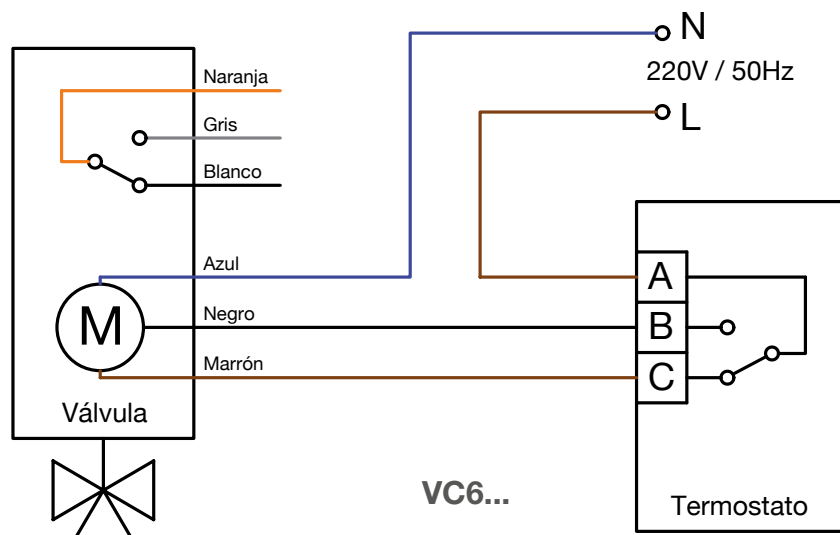 N
220V / 50Hz
L
Naranja
Gris
Blanco
Azul
Negro
Marrón
M
Válvula
A
B
C
VC6...
Termostato